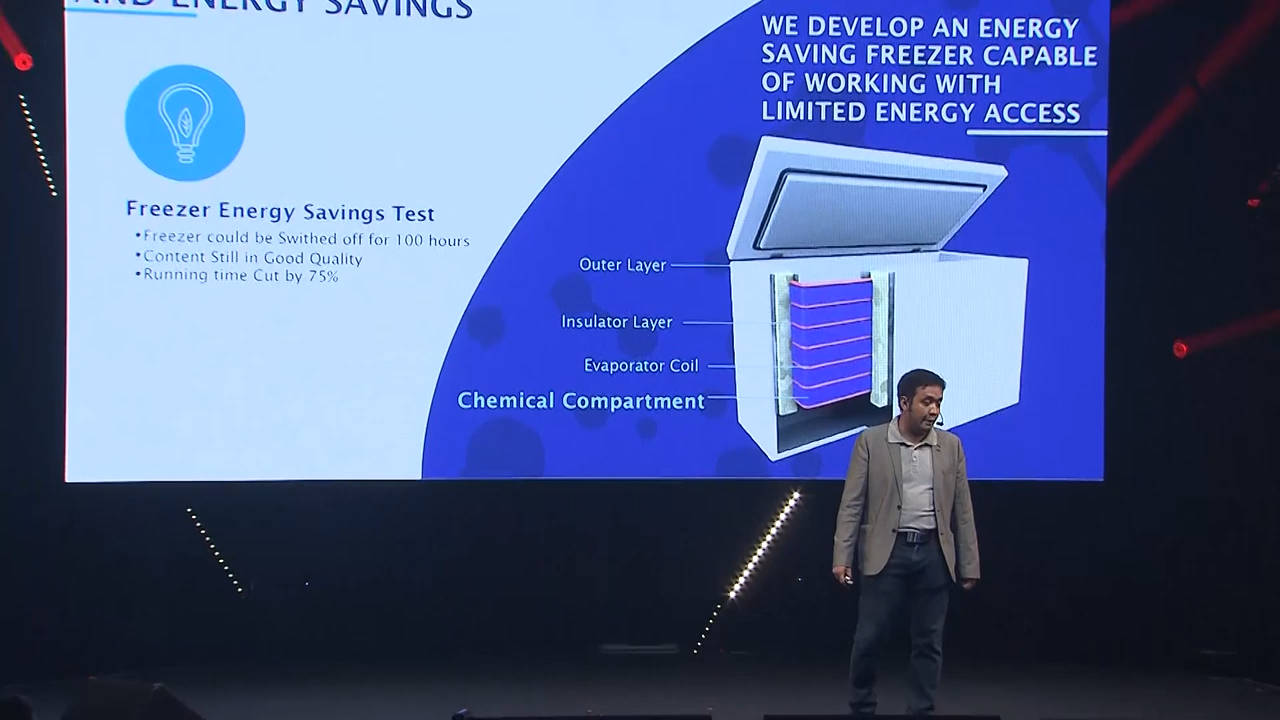 AND ENERGY SAVINGS
WE DEVELOP AN ENERGY
SAVING FREEZER CAPABLE
OF WORKING WITH
LIMITED ENERGY ACCESS
Freezer Energy Savings Test
•Freezer could be Swithed off for 100 hours
•Content Still in Good Quality
•Running time Cut by 75%
Outer Layer
Insulator Layer
Evaporator Coil
Chemical Compartment